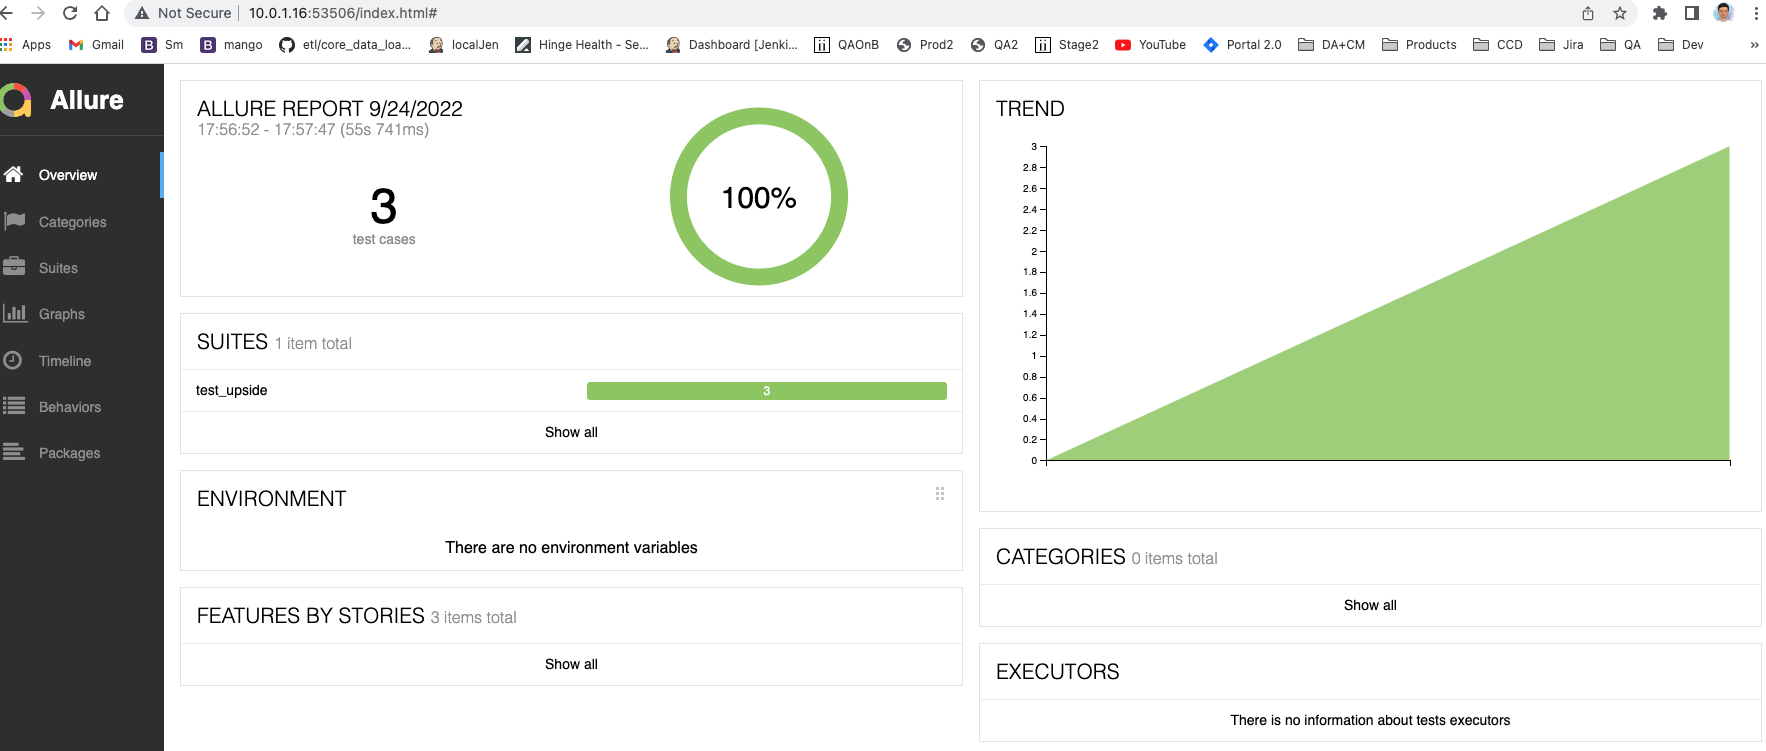 Not Secure 10.0.1.16:53506/index.html#
Apps Gmail Sm mango etl/core_data_loa... localJen Hinge Health - Se... Dashboard [Jenki... QAOnB Prod2 QA2 Stage2 YouTube Portal 2.0 DA+CM Products CCD Jira QA Dev »
Allure
Overview
Categories
Suites
Graphs
Timeline
Behaviors
Packages
ALLURE REPORT 9/24/2022
17:56:52 - 17:57:47 (55s 741ms)
3
test cases
100%
SUITES 1 item total
test_upside 3
Show all
ENVIRONMENT
There are no environment variables
FEATURES BY STORIES 3 items total
Show all
TREND
3
2.8
2.6
2.4
2.2
2
1.8
1.6
1.4
1.2
1
0.8
0.6
0.4
0.2
0
CATEGORIES 0 items total
Show all
EXECUTORS
There is no information about tests executors